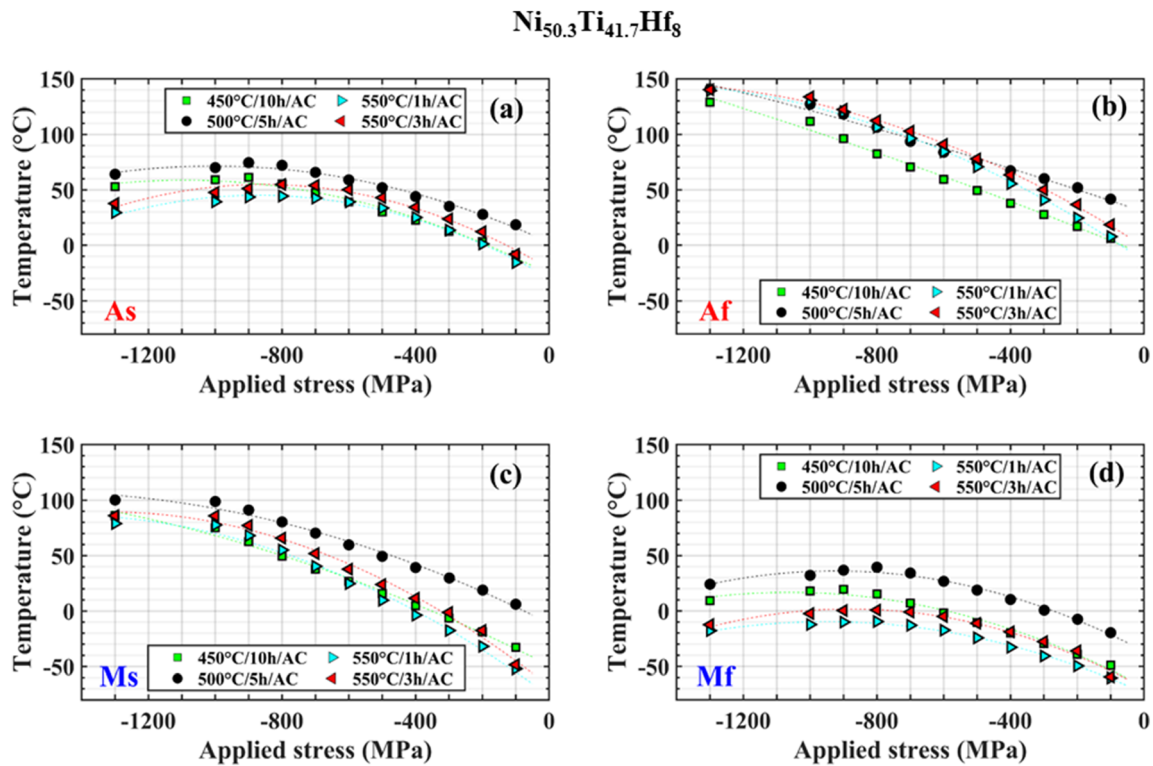 Ni50.3Ti41.7Hf8
150
100
50
0
-50
Temperature (°C)
450°C/10h/AC 550°C/1h/AC
500°C/5h/AC 550°C/3h/AC
(a)
As
-1200 -800 -400 0
Applied stress (MPa)
150
100
50
0
-50
Temperature (°C)
(b)
450°C/10h/AC 550°C/1h/AC
500°C/5h/AC 550°C/3h/AC
Af
-1200 -800 -400 0
Applied stress (MPa)
150
100
50
0
-50
Temperature (°C)
(c)
450°C/10h/AC 550°C/1h/AC
500°C/5h/AC 550°C/3h/AC
Ms
-1200 -800 -400 0
Applied stress (MPa)
150
100
50
0
-50
Temperature (°C)
450°C/10h/AC 550°C/1h/AC
500°C/5h/AC 550°C/3h/AC
(d)
Mf
-1200 -800 -400 0
Applied stress (MPa)